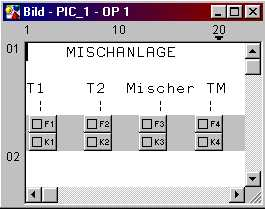 Bild - PIC_1 - OP 1
1 10 20
01
MISCHANLAGE
T1 T2 Mischer TM
F1 F2 F3 F4
K1 K2 K3 K4
02